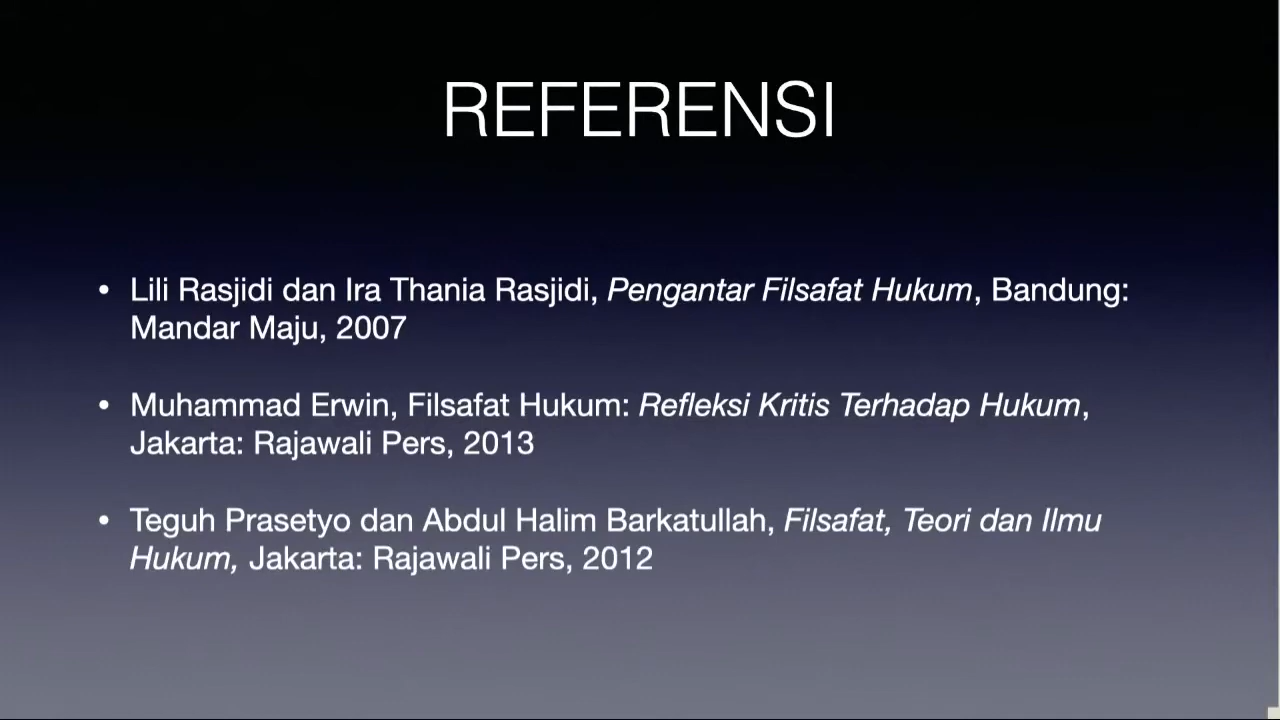 REFERENSI
• Lili Rasjidi dan Ira Thania Rasjidi, Pengantar Filsafat Hukum, Bandung:
Mandar Maju, 2007
• Muhammad Erwin, Filsafat Hukum: Refleksi Kritis Terhadap Hukum,
Jakarta: Rajawali Pers, 2013
• Teguh Prasetyo dan Abdul Halim Barkatullah, Filsafat, Teori dan Ilmu
Hukum, Jakarta: Rajawali Pers, 2012